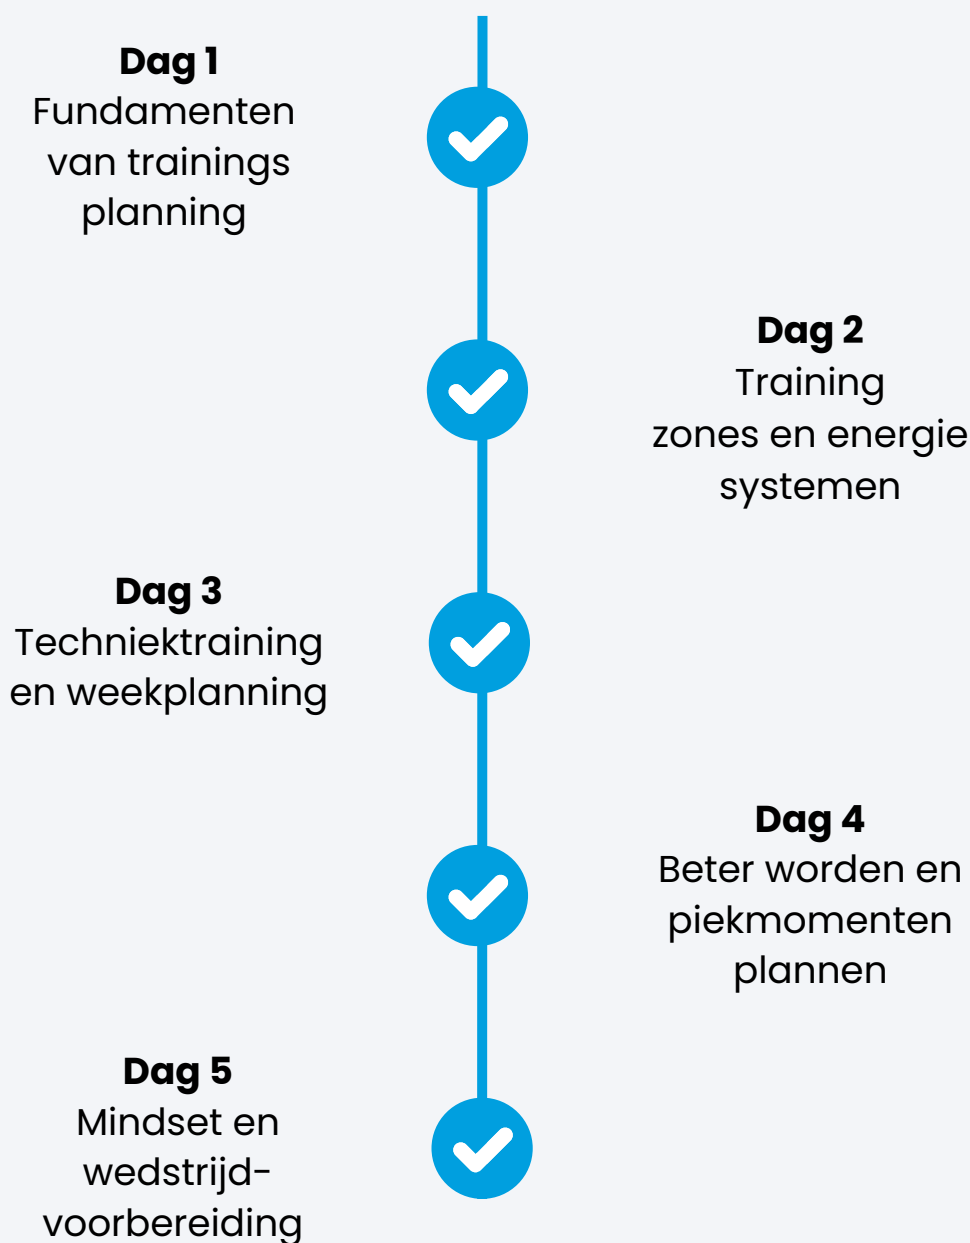 Dag 1
Fundamenten
van trainings
planning
Dag 2
Training
zones en energie
systemen
Dag 3
Techniektraining
en weekplanning
Dag 4
Beter worden en
piekmomenten
plannen
Dag 5
Mindset en
wedstrijd-
voorbereiding